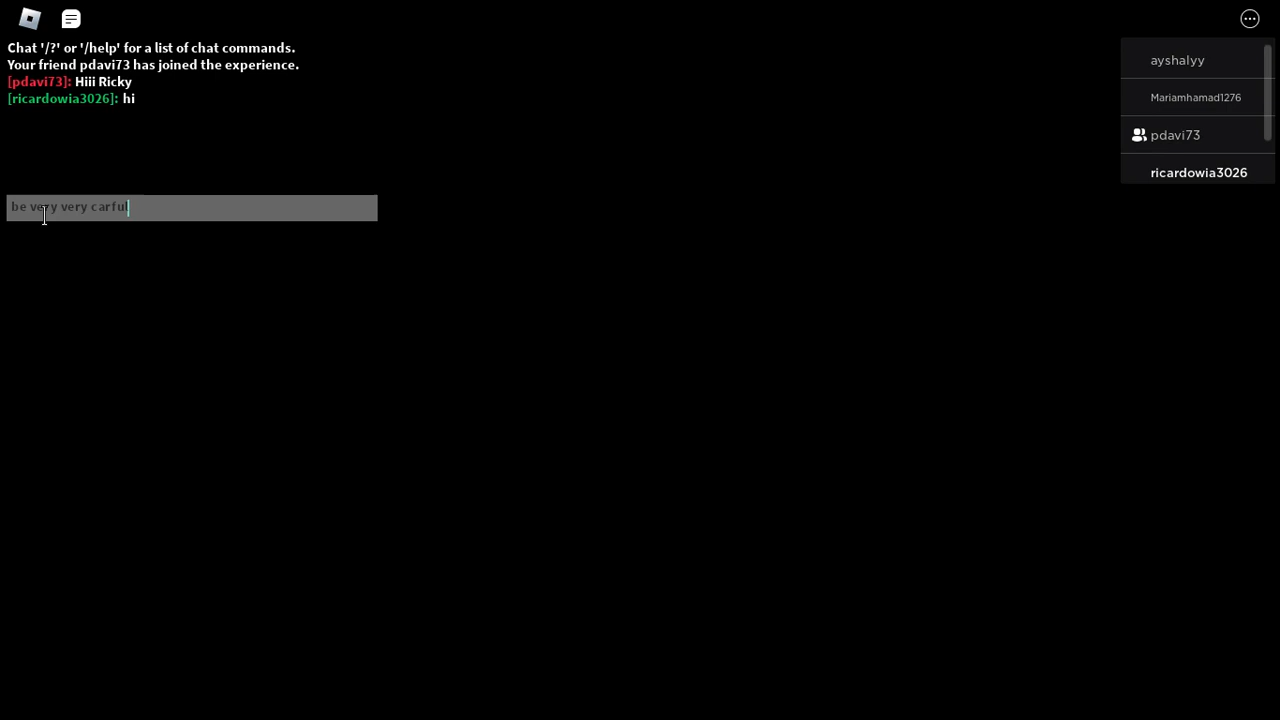 Chat '/?' or '/help' for a list of chat commands.
Your friend pdavi73 has joined the experience.
[pdavi73]: Hiii Ricky
[ricardowia3026]: hi
be very very carful
ayshalyy
Mariamhamad1276
pdavi73
ricardowia3026